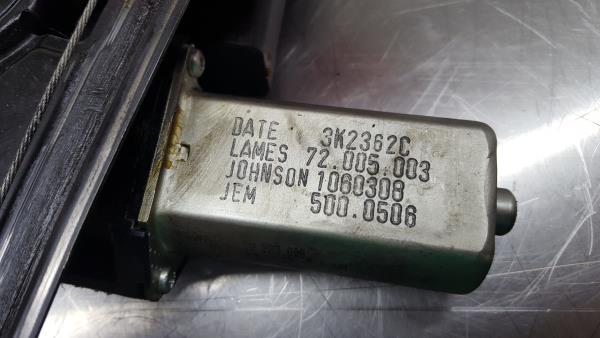 DATE 3K2362C
LAMES 72.005.003
JOHNSON 1060308
JEM 500.0506